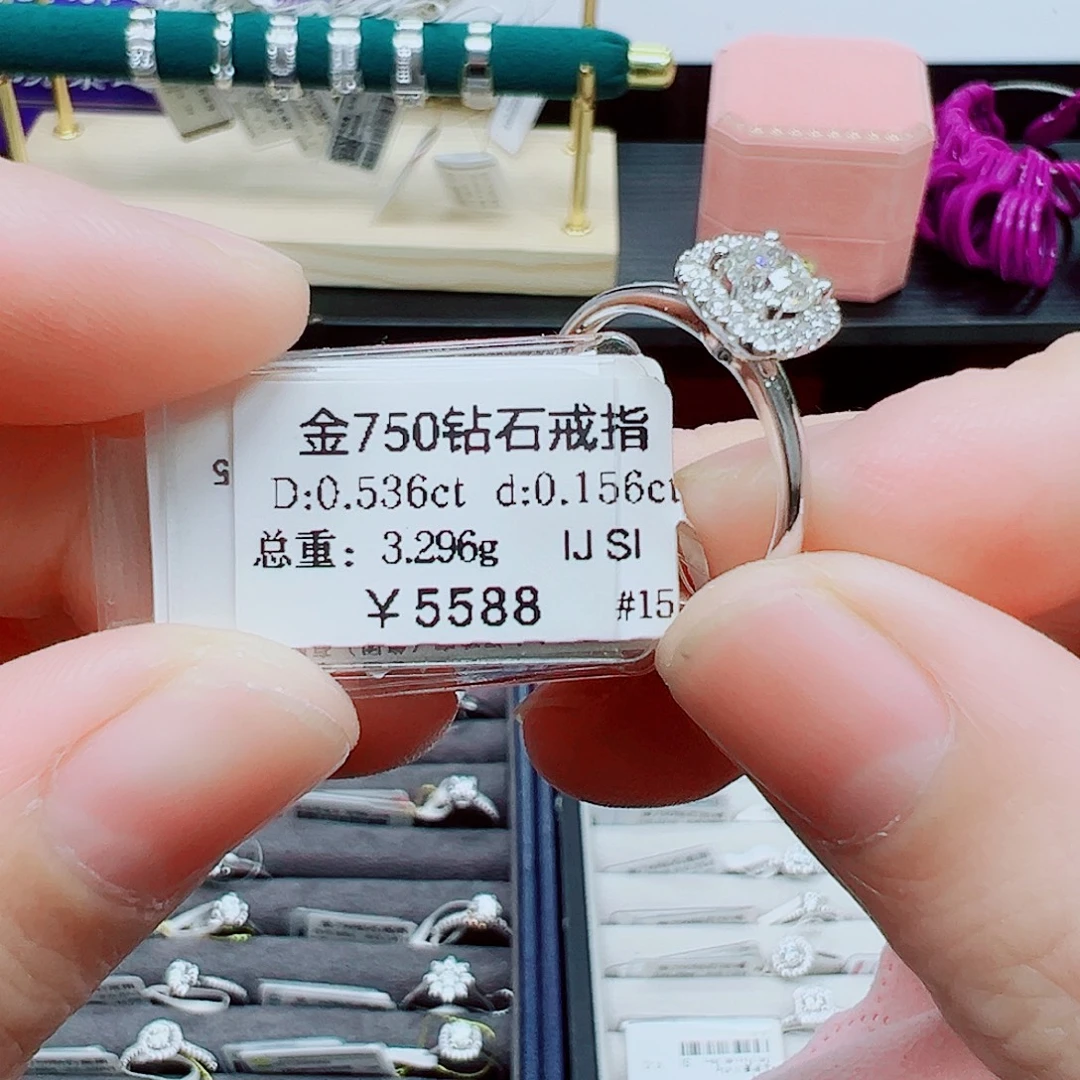 金750钻石戒指
5
D:0.536ct d:0.156ct
总重：3.296g IJ SI
￥5588 #15